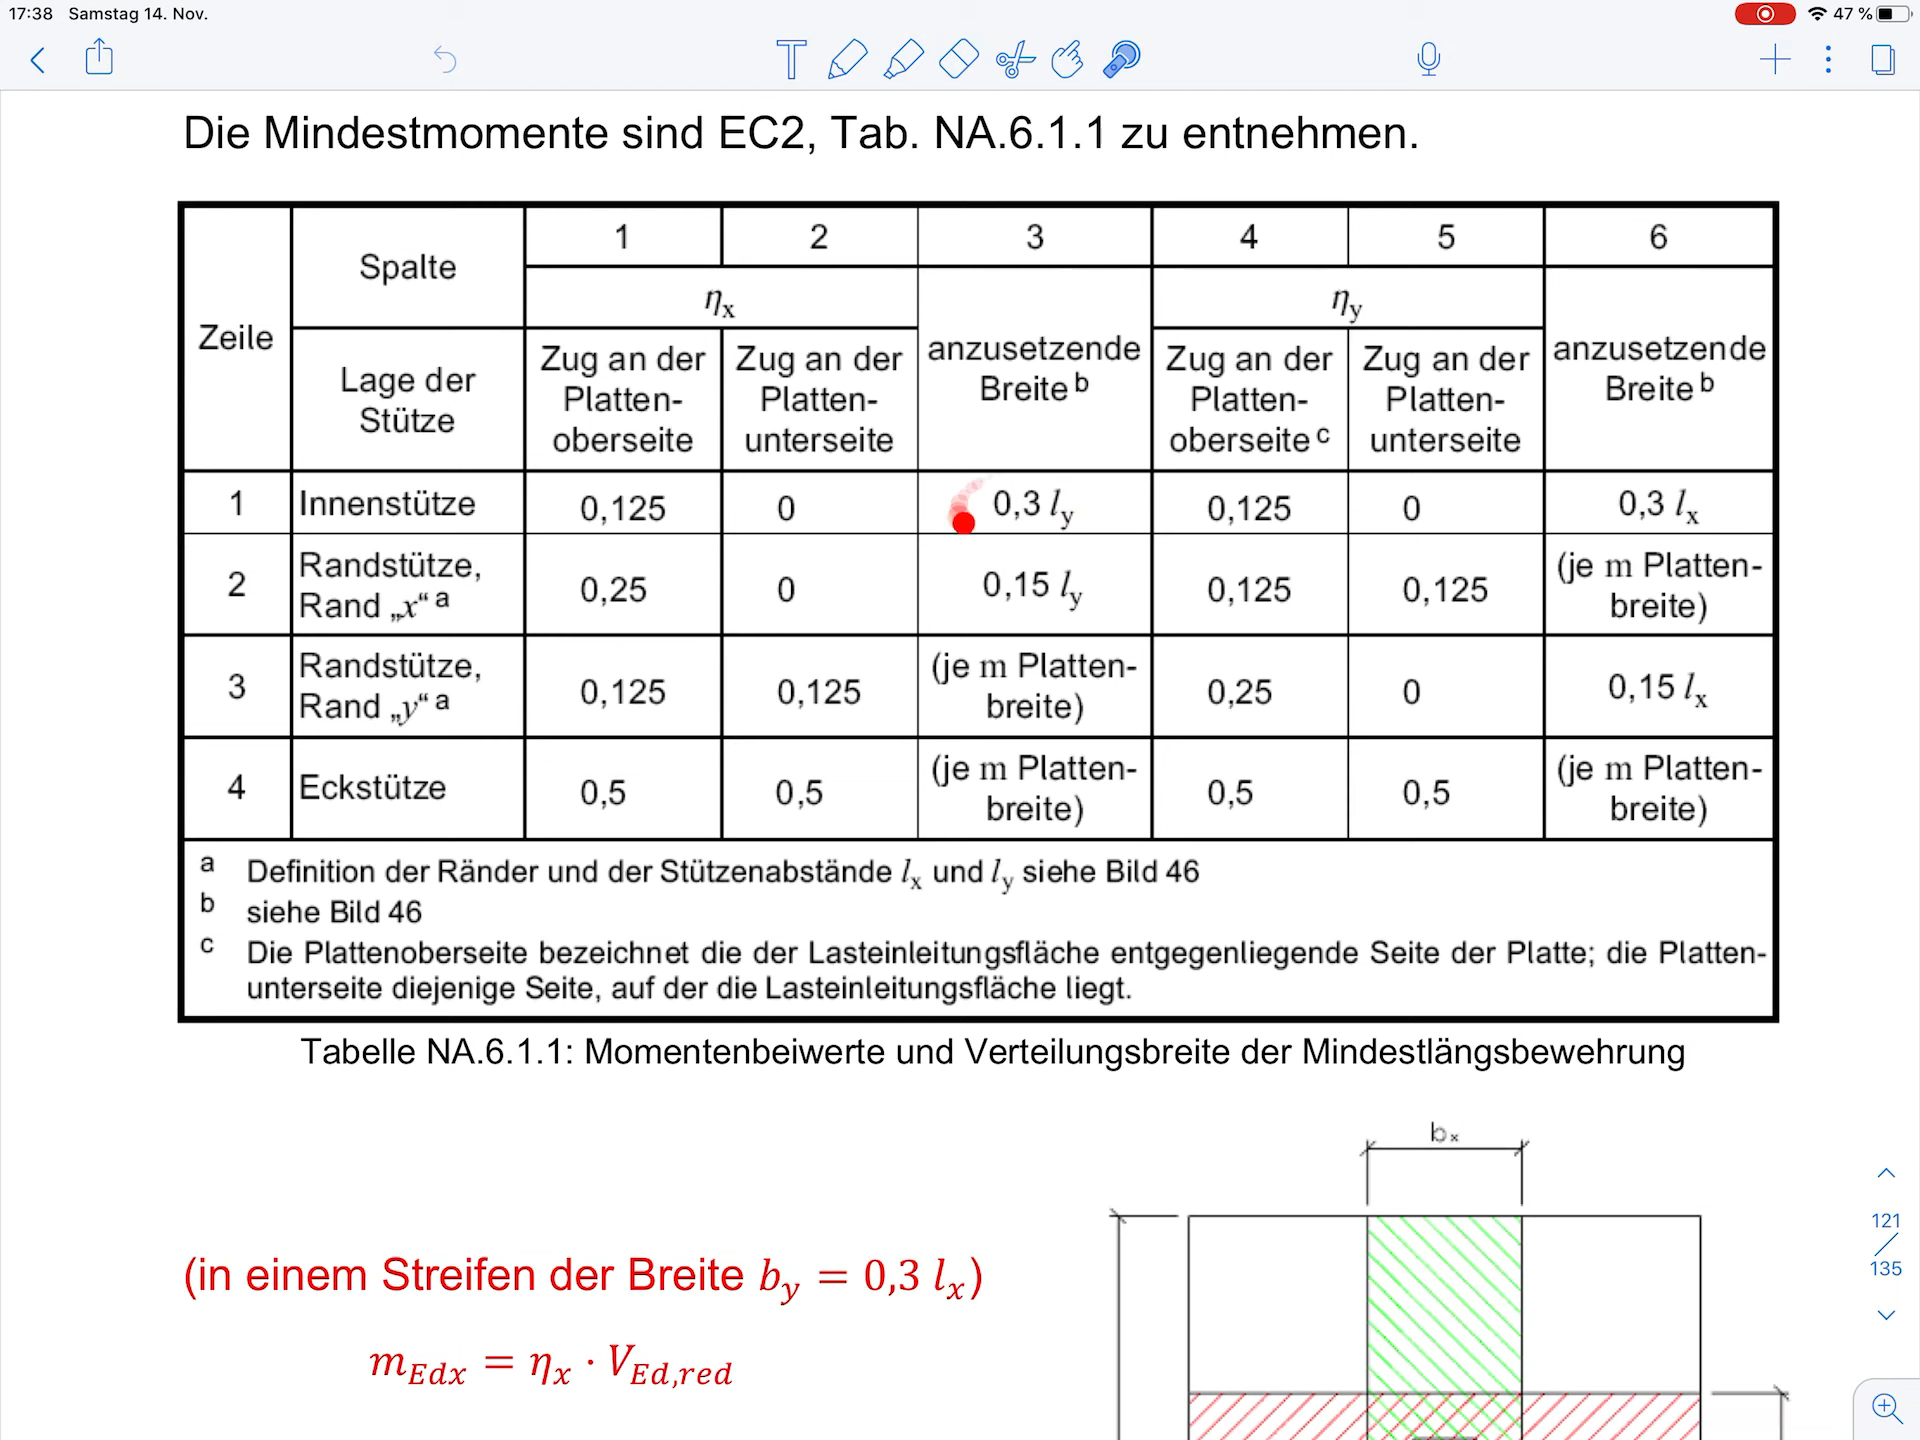 17:38 Samstag 14. Nov.
47 %
Die Mindestmomente sind EC2, Tab. NA.6.1.1 zu entnehmen.
Zeile
Spalte
1
2
3
4
5
6
ηx
ηy
Lage der
Stütze
Zug an der
Platten-
oberseite
Zug an der
Platten-
unterseite
anzusetzende
Breite b
Zug an der
Platten-
oberseite c
Zug an der
Platten-
unterseite
anzusetzende
Breite b
1 Innenstütze 0,125 0 0,3 ly 0,125 0 0,3 lx
2
Randstütze,
Rand „x“ a
0,25 0 0,15 ly 0,125 0,125
(je m Platten-
breite)
3
Randstütze,
Rand „y“ a
0,125 0,125
(je m Platten-
breite)
0,25 0 0,15 lx
4 Eckstütze 0,5 0,5
(je m Platten-
breite)
0,5 0,5
(je m Platten-
breite)
a Definition der Ränder und der Stützenabstände lx und ly siehe Bild 46
b siehe Bild 46
c Die Plattenoberseite bezeichnet die der Lasteinleitungsfläche entgegenliegende Seite der Platte; die Platten-
unterseite diejenige Seite, auf der die Lasteinleitungsfläche liegt.
Tabelle NA.6.1.1: Momentenbeiwerte und Verteilungsbreite der Mindestlängsbewehrung
bx
(in einem Streifen der Breite by = 0,3 lx)
mEdx = ηx · VEd,red
121
/
135